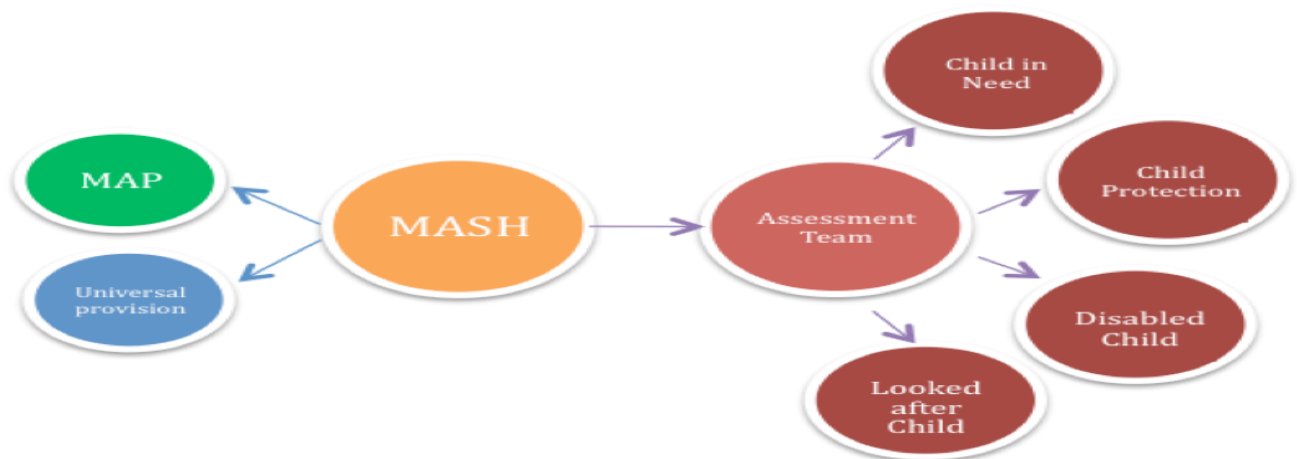 MAP
Universal
provision
MASH
Assessment
Team
Child in
Need
Child
Protection
Disabled
Child
Looked
after
Child